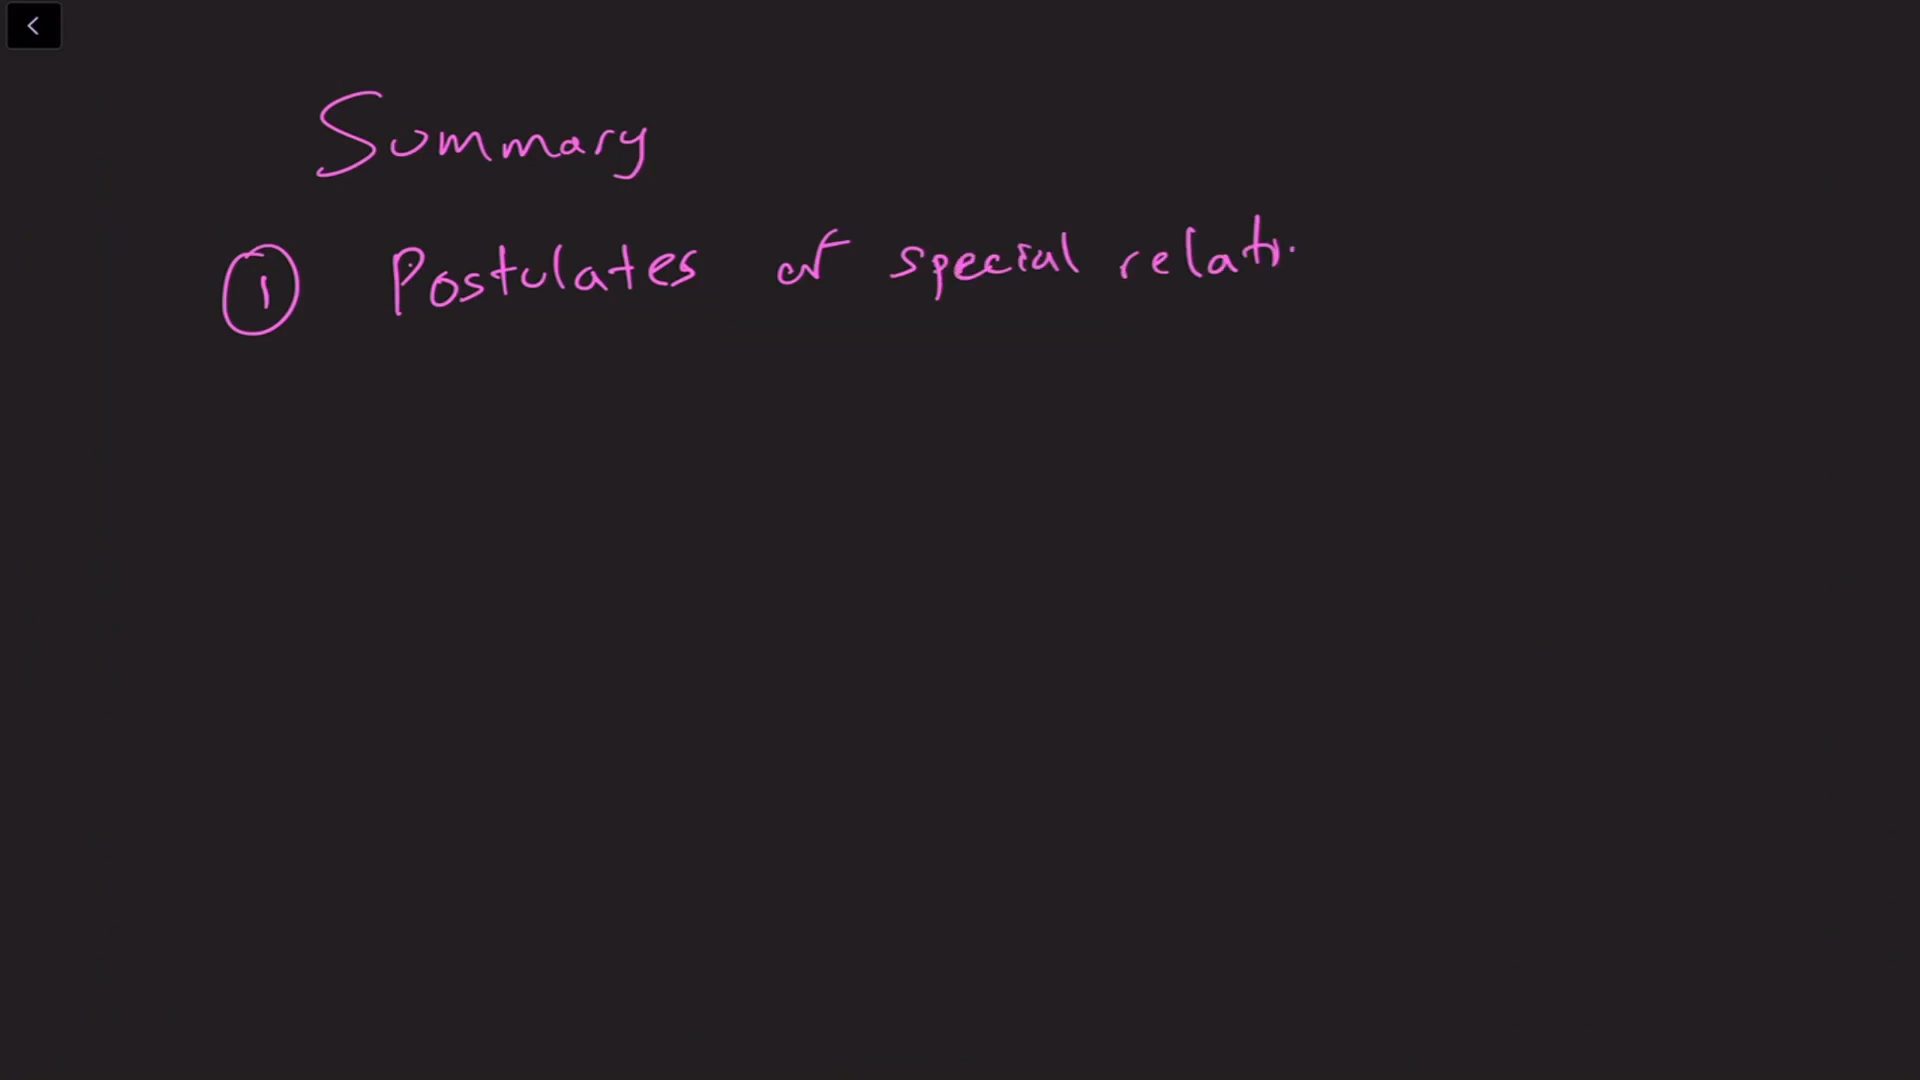 Summary
① Postulates of special relati.